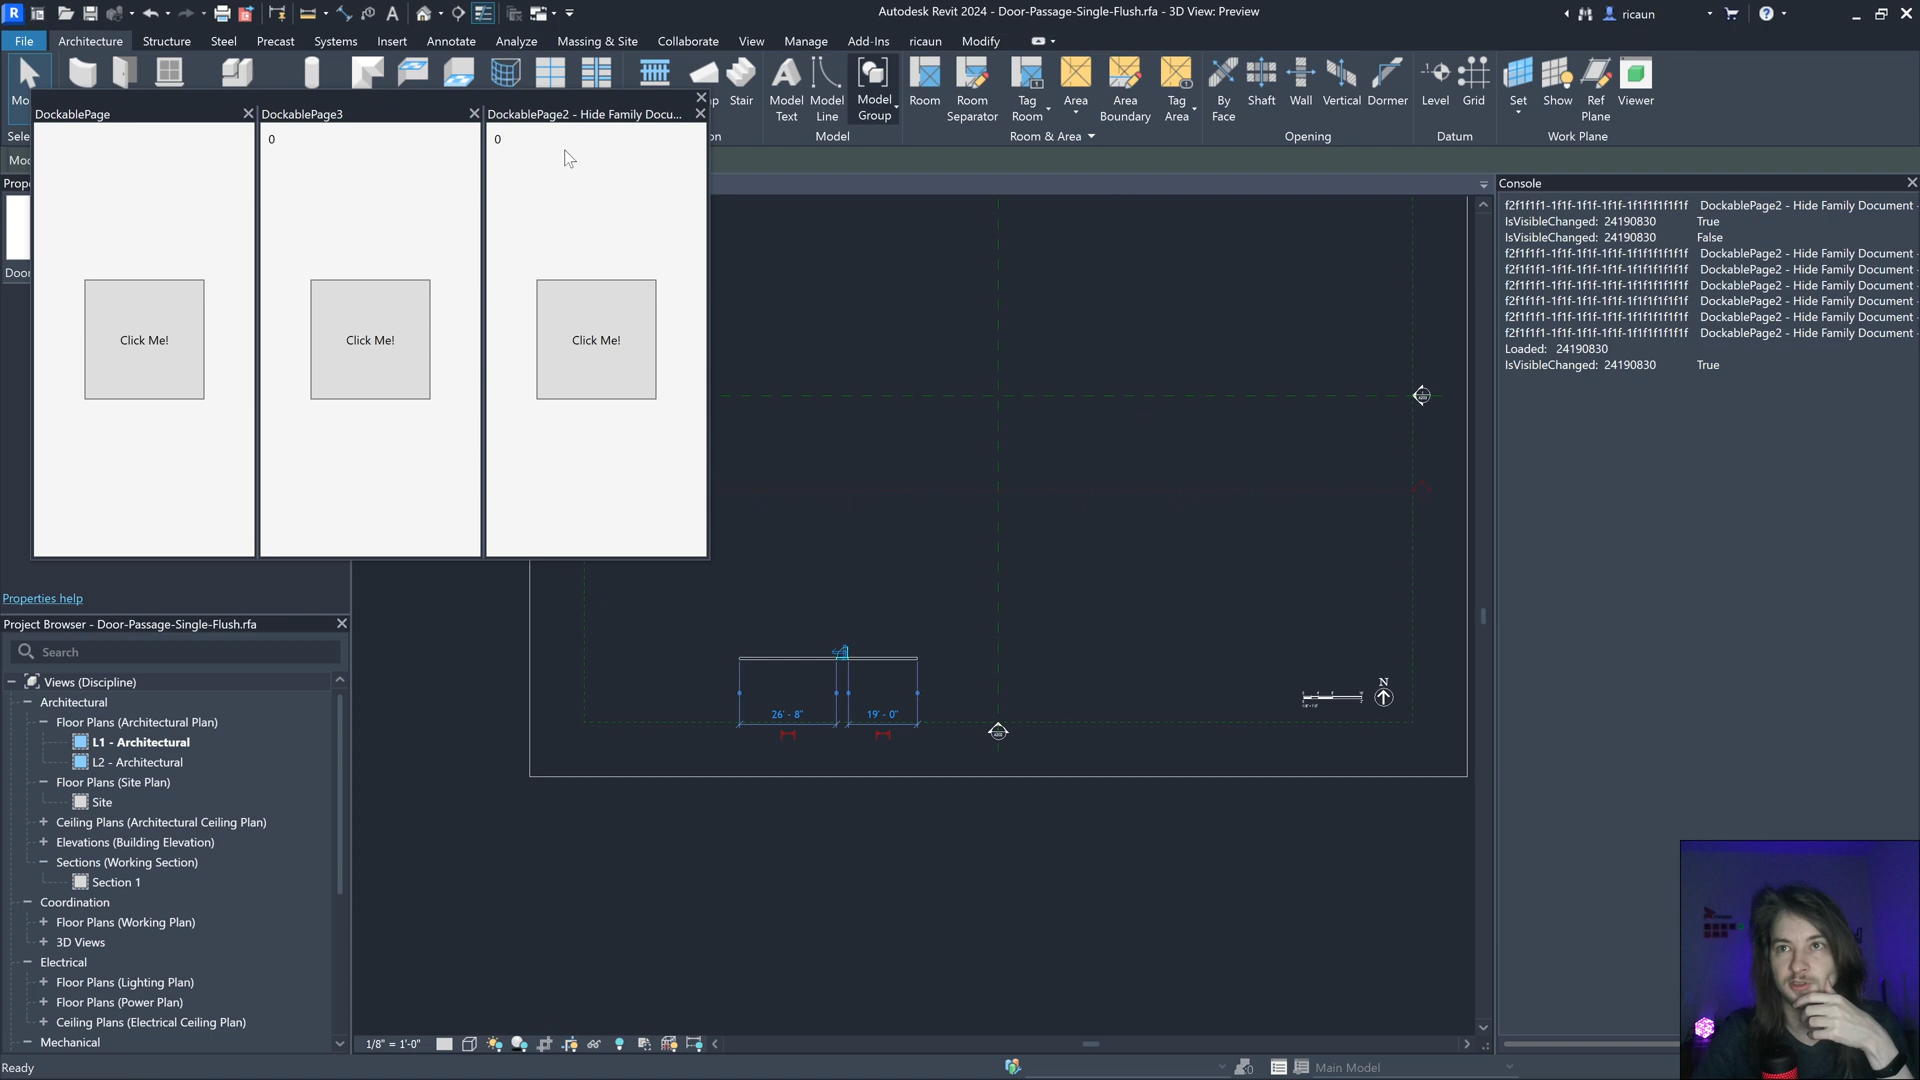 R
Autodesk Revit 2024 - Door-Passage-Single-Flush.rfa - 3D View: Preview
ricaun
File Architecture Structure Steel Precast Systems Insert Annotate Analyze Massing & Site Collaborate View Manage Add-Ins ricaun Modify
Stair
Model Text
Model Line
Model Group
Room
Room Separator
Tag Room
Area
Area Boundary
Tag Area
By Face
Shaft
Wall
Vertical
Dormer
Level
Grid
Set
Show
Ref Plane
Viewer
Model
Room & Area
Opening
Datum
Work Plane
DockablePage
DockablePage3
DockablePage2 - Hide Family Docu...
0
0
Click Me!
Click Me!
Click Me!
Properties help
Project Browser - Door-Passage-Single-Flush.rfa
Search
Views (Discipline)
Architectural
Floor Plans (Architectural Plan)
L1 - Architectural
L2 - Architectural
Floor Plans (Site Plan)
Site
Ceiling Plans (Architectural Ceiling Plan)
Elevations (Building Elevation)
Sections (Working Section)
Section 1
Coordination
Floor Plans (Working Plan)
3D Views
Electrical
Floor Plans (Lighting Plan)
Floor Plans (Power Plan)
Ceiling Plans (Electrical Ceiling Plan)
Mechanical
26' - 8"
19' - 0"
N
1/8" = 1'-0"
Console
f2f1f1f1-1f1f-1f1f-1f1f-1f1f1f1f1f1f DockablePage2 - Hide Family Document -
IsVisibleChanged: 24190830 True
IsVisibleChanged: 24190830 False
f2f1f1f1-1f1f-1f1f-1f1f-1f1f1f1f1f1f DockablePage2 - Hide Family Document -
f2f1f1f1-1f1f-1f1f-1f1f-1f1f1f1f1f1f DockablePage2 - Hide Family Document -
f2f1f1f1-1f1f-1f1f-1f1f-1f1f1f1f1f1f DockablePage2 - Hide Family Document -
f2f1f1f1-1f1f-1f1f-1f1f-1f1f1f1f1f1f DockablePage2 - Hide Family Document -
f2f1f1f1-1f1f-1f1f-1f1f-1f1f1f1f1f1f DockablePage2 - Hide Family Document -
f2f1f1f1-1f1f-1f1f-1f1f-1f1f1f1f1f1f DockablePage2 - Hide Family Document -
Loaded: 24190830
IsVisibleChanged: 24190830 True
Ready
:0
Main Model